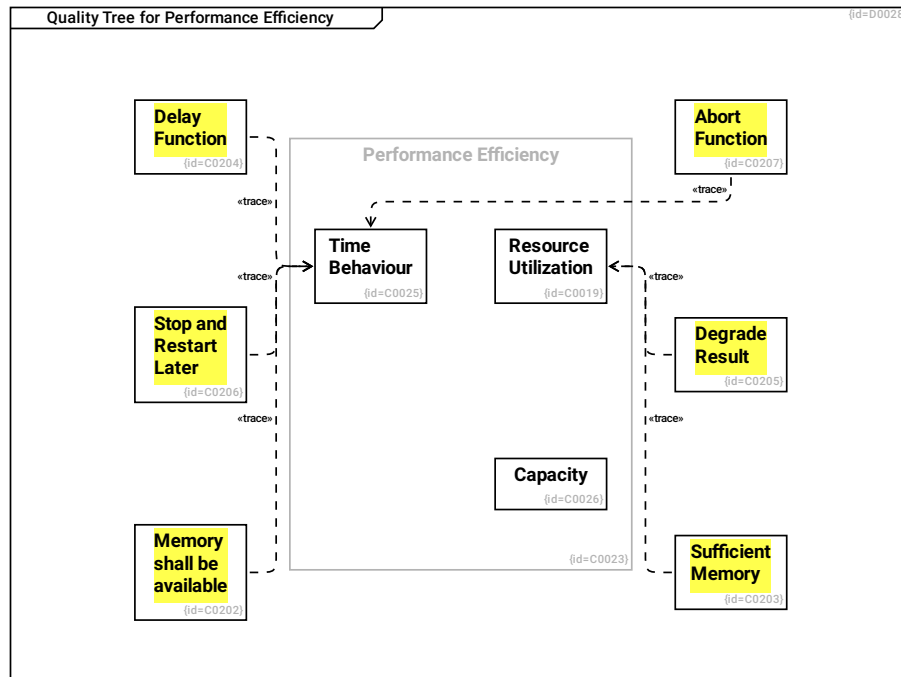 Quality Tree for Performance Efficiency
{id=D0028
Delay
Function
{id=C0204}
Abort
Function
{id=C0207}
Performance Efficiency
«trace»
«trace»
Time
Behaviour
{id=C0025}
Resource
Utilization
{id=C0019}
«trace»
«trace»
Stop and
Restart
Later
{id=C0206}
Degrade
Result
{id=C0205}
«trace»
«trace»
Capacity
{id=C0026}
Memory
shall be
available
{id=C0202}
{id=C0023}
Sufficient
Memory
{id=C0203}